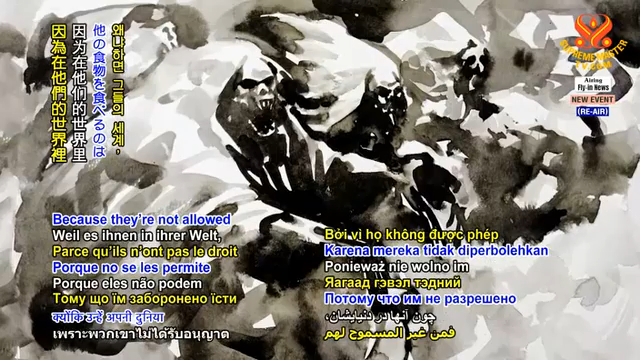 왜냐하면 그들의 세계,
他の食物を食べるのは
因为在他们的世界里
因為在他們的世界裡
SUPREME MASTER
TV
Airing
Fly-in News
NEW EVENT
(RE-AIR)
Because they're not allowed
Weil es ihnen in ihrer Welt,
Parce qu'ils n'ont pas le droit
Porque no se les permite
Porque eles não podem
Тому що їм заборонено їсти
क्योंकि उन्हें अपनी दुनिया
เพราะพวกเขาไม่ได้รับอนุญาต
Bởi vì họ không được phép
Karena mereka tidak diperbolehkan
Ponieważ nie wolno im
Яагаад гэвэл тэдний
Потому что им не разрешено
چون آنها در دنیایشان،
فمن غير المسموح لهم